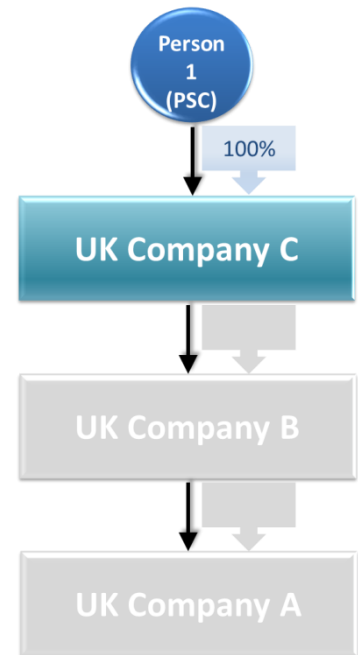 Person
1
(PSC)
100%
UK Company C
UK Company B
UK Company A